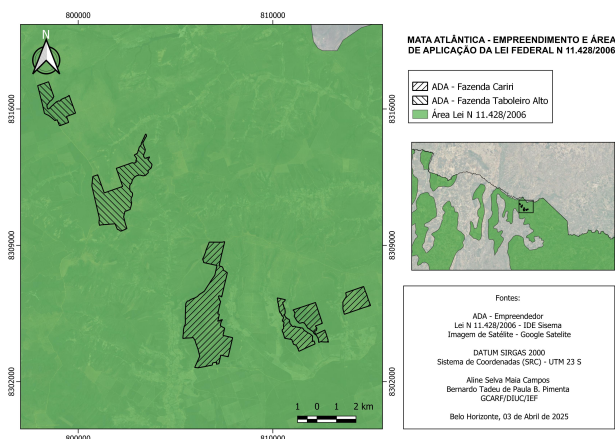 800000
810000
N
8316000
8316000
8309000
8309000
8302000
8302000
1 0 1 2 km
800000
810000
MATA ATLÂNTICA - EMPREENDIMENTO E ÁREA
DE APLICAÇÃO DA LEI FEDERAL N 11.428/2006
ADA - Fazenda Cariri
ADA - Fazenda Taboleiro Alto
Área Lei N 11.428/2006
Fontes:
ADA - Empreendedor
Lei N 11.428/2006 - IDE Sisema
Imagem de Satélite - Google Satelite
DATUM SIRGAS 2000
Sistema de Coordenadas (SRC) - UTM 23 S
Aline Selva Maia Campos
Bernardo Tadeu de Paula B. Pimenta
GCARF/DIUC/IEF
Belo Horizonte, 03 de Abril de 2025